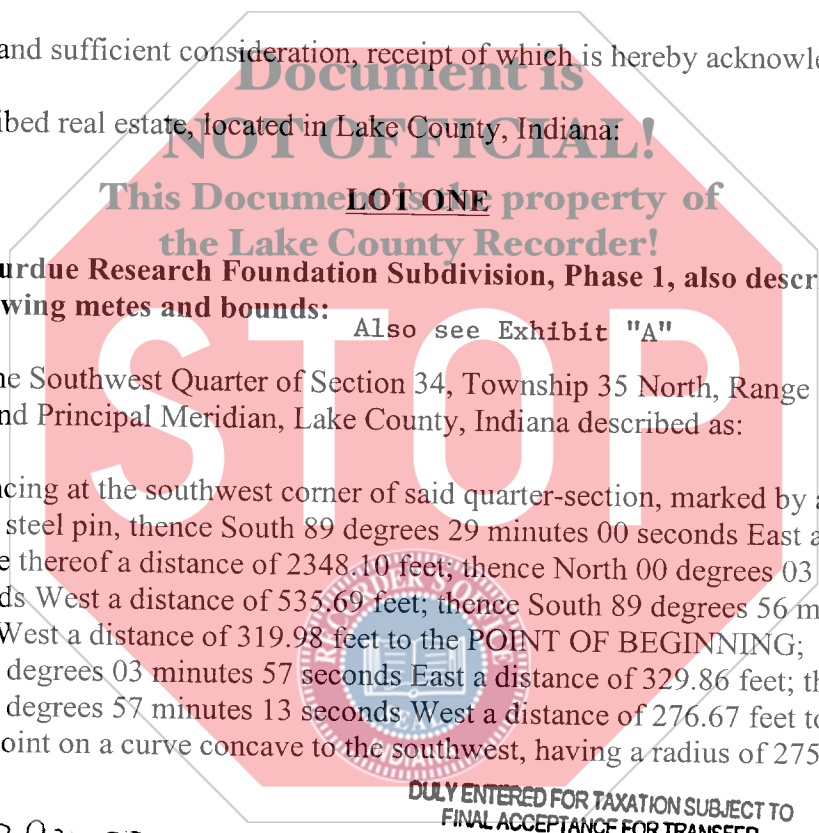 and sufficient consideration, receipt of which is hereby acknowle
Document is
ibed real estate, located in Lake County, Indiana:
NOT OFFICIAL!
LOT ONE
This Document is the property of
the Lake County Recorder!
urdue Research Foundation Subdivision, Phase 1, also descr
wing metes and bounds:
Also see Exhibit "A"
STOP
he Southwest Quarter of Section 34, Township 35 North, Range
nd Principal Meridian, Lake County, Indiana described as:
ncing at the southwest corner of said quarter-section, marked by a
steel pin, thence South 89 degrees 29 minutes 00 seconds East a
e thereof a distance of 2348.10 feet; thence North 00 degrees 03
ds West a distance of 535.69 feet; thence South 89 degrees 56 m
West a distance of 319.98 feet to the POINT OF BEGINNING;
degrees 03 minutes 57 seconds East a distance of 329.86 feet; th
degrees 57 minutes 13 seconds West a distance of 276.67 feet to
oint on a curve concave to the southwest, having a radius of 275
DULY ENTERED FOR TAXATION SUBJECT TO
FINAL ACCEPTANCE FOR TRANSFER